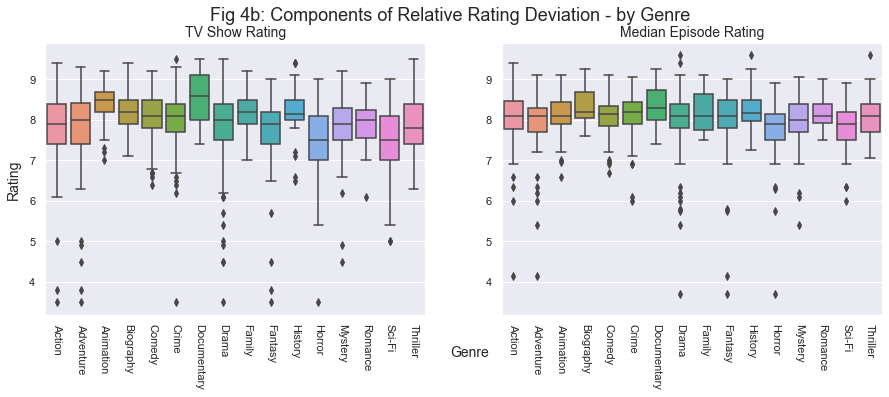 Fig 4b: Components of Relative Rating Deviation - by Genre
TV Show Rating
Median Episode Rating
Rating
9
8
7
6
5
4
9
8
7
6
5
4
Action
Adventure
Animation
Biography
Comedy
Crime
Documentary
Drama
Family
Fantasy
History
Horror
Mystery
Romance
Sci-Fi
Thriller
Action
Adventure
Animation
Biography
Comedy
Crime
Documentary
Drama
Family
Fantasy
History
Horror
Mystery
Romance
Sci-Fi
Thriller
Genre